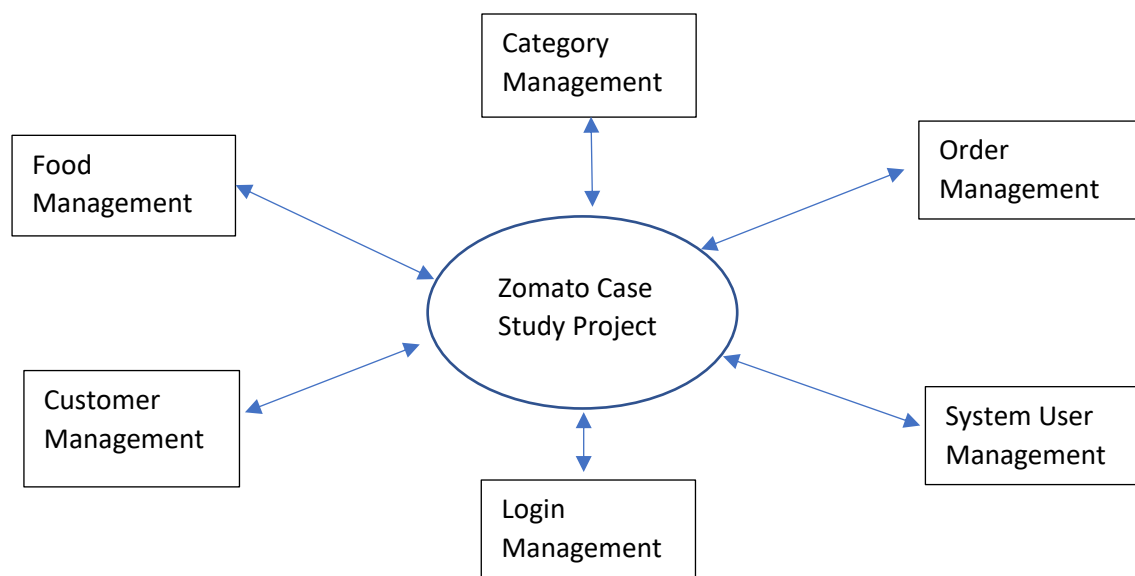 Category
Management
Food
Management
Order
Management
Zomato Case
Study Project
Customer
Management
System User
Management
Login
Management